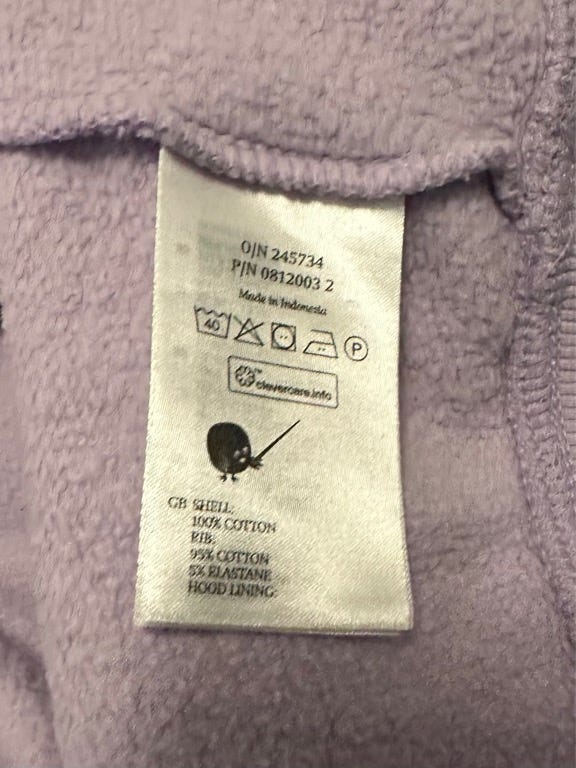 O/N 245734
P/N 0812003 2
Made in Indonesia
40 P
clevercare.info
GB SHELL:
100% COTTON
RIB:
95% COTTON
5% ELASTANE
HOOD LINING: